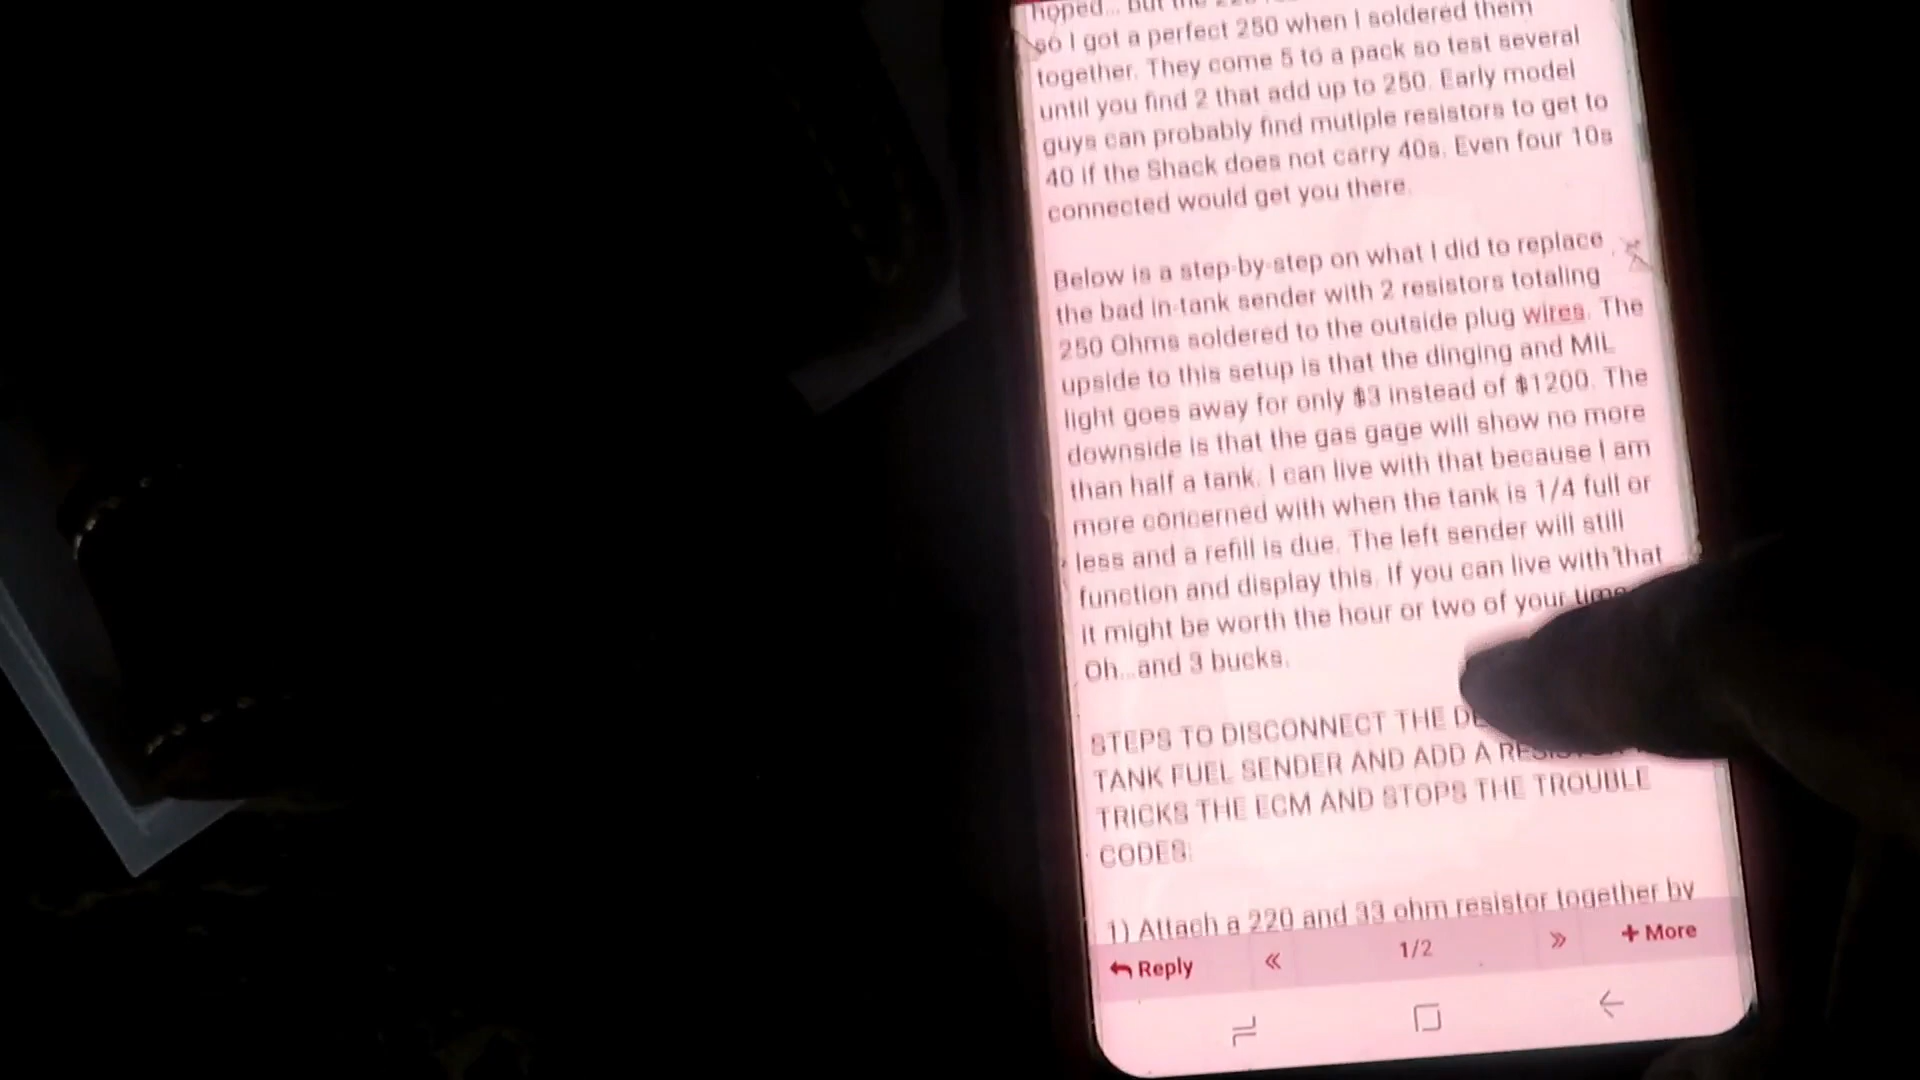 hoped... but the 220
so I got a perfect 250 when I soldered them
together. They come 5 to a pack so test several
until you find 2 that add up to 250. Early model
guys can probably find mutiple resistors to get to
40 if the Shack does not carry 40s. Even four 10s
connected would get you there.
Below is a step-by-step on what I did to replace
the bad in-tank sender with 2 resistors totaling
250 Ohms soldered to the outside plug wires. The
upside to this setup is that the dinging and MIL
light goes away for only $3 instead of $1200. The
downside is that the gas gage will show no more
than half a tank. I can live with that because I am
more concerned with when the tank is 1/4 full or
less and a refill is due. The left sender will still
function and display this. If you can live with that
it might be worth the hour or two of your time.
Oh...and 3 bucks.
STEPS TO DISCONNECT THE
TANK FUEL SENDER AND ADD A
TRICKS THE ECM AND STOPS THE TROUBLE
CODES:
1) Attach a 220 and 33 ohm resistor together by
Reply « 1/2 » + More